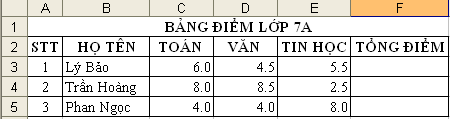 A B C D E F
1 BẢNG ĐIỂM LỚP 7A
2 STT HỌ TÊN TOÁN VĂN TIN HỌC TỔNG ĐIỂM
3 1 Lý Bảo 6.0 4.5 5.5
4 2 Trần Hoàng 8.0 8.5 2.5
5 3 Phan Ngọc 4.0 4.0 8.0